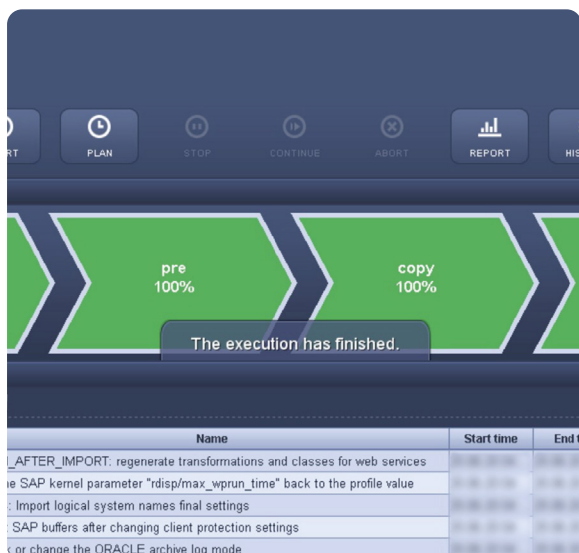 RT PLAN STOP CONTINUE ABORT REPORT HIS
pre
100%
copy
100%
The execution has finished.
Name Start time End t
_AFTER_IMPORT: regenerate transformations and classes for web services
ne SAP kernel parameter "rdisp/max_wprun_time" back to the profile value
: Import logical system names final settings
: SAP buffers after changing client protection settings
k or change the ORACLE archive log mode